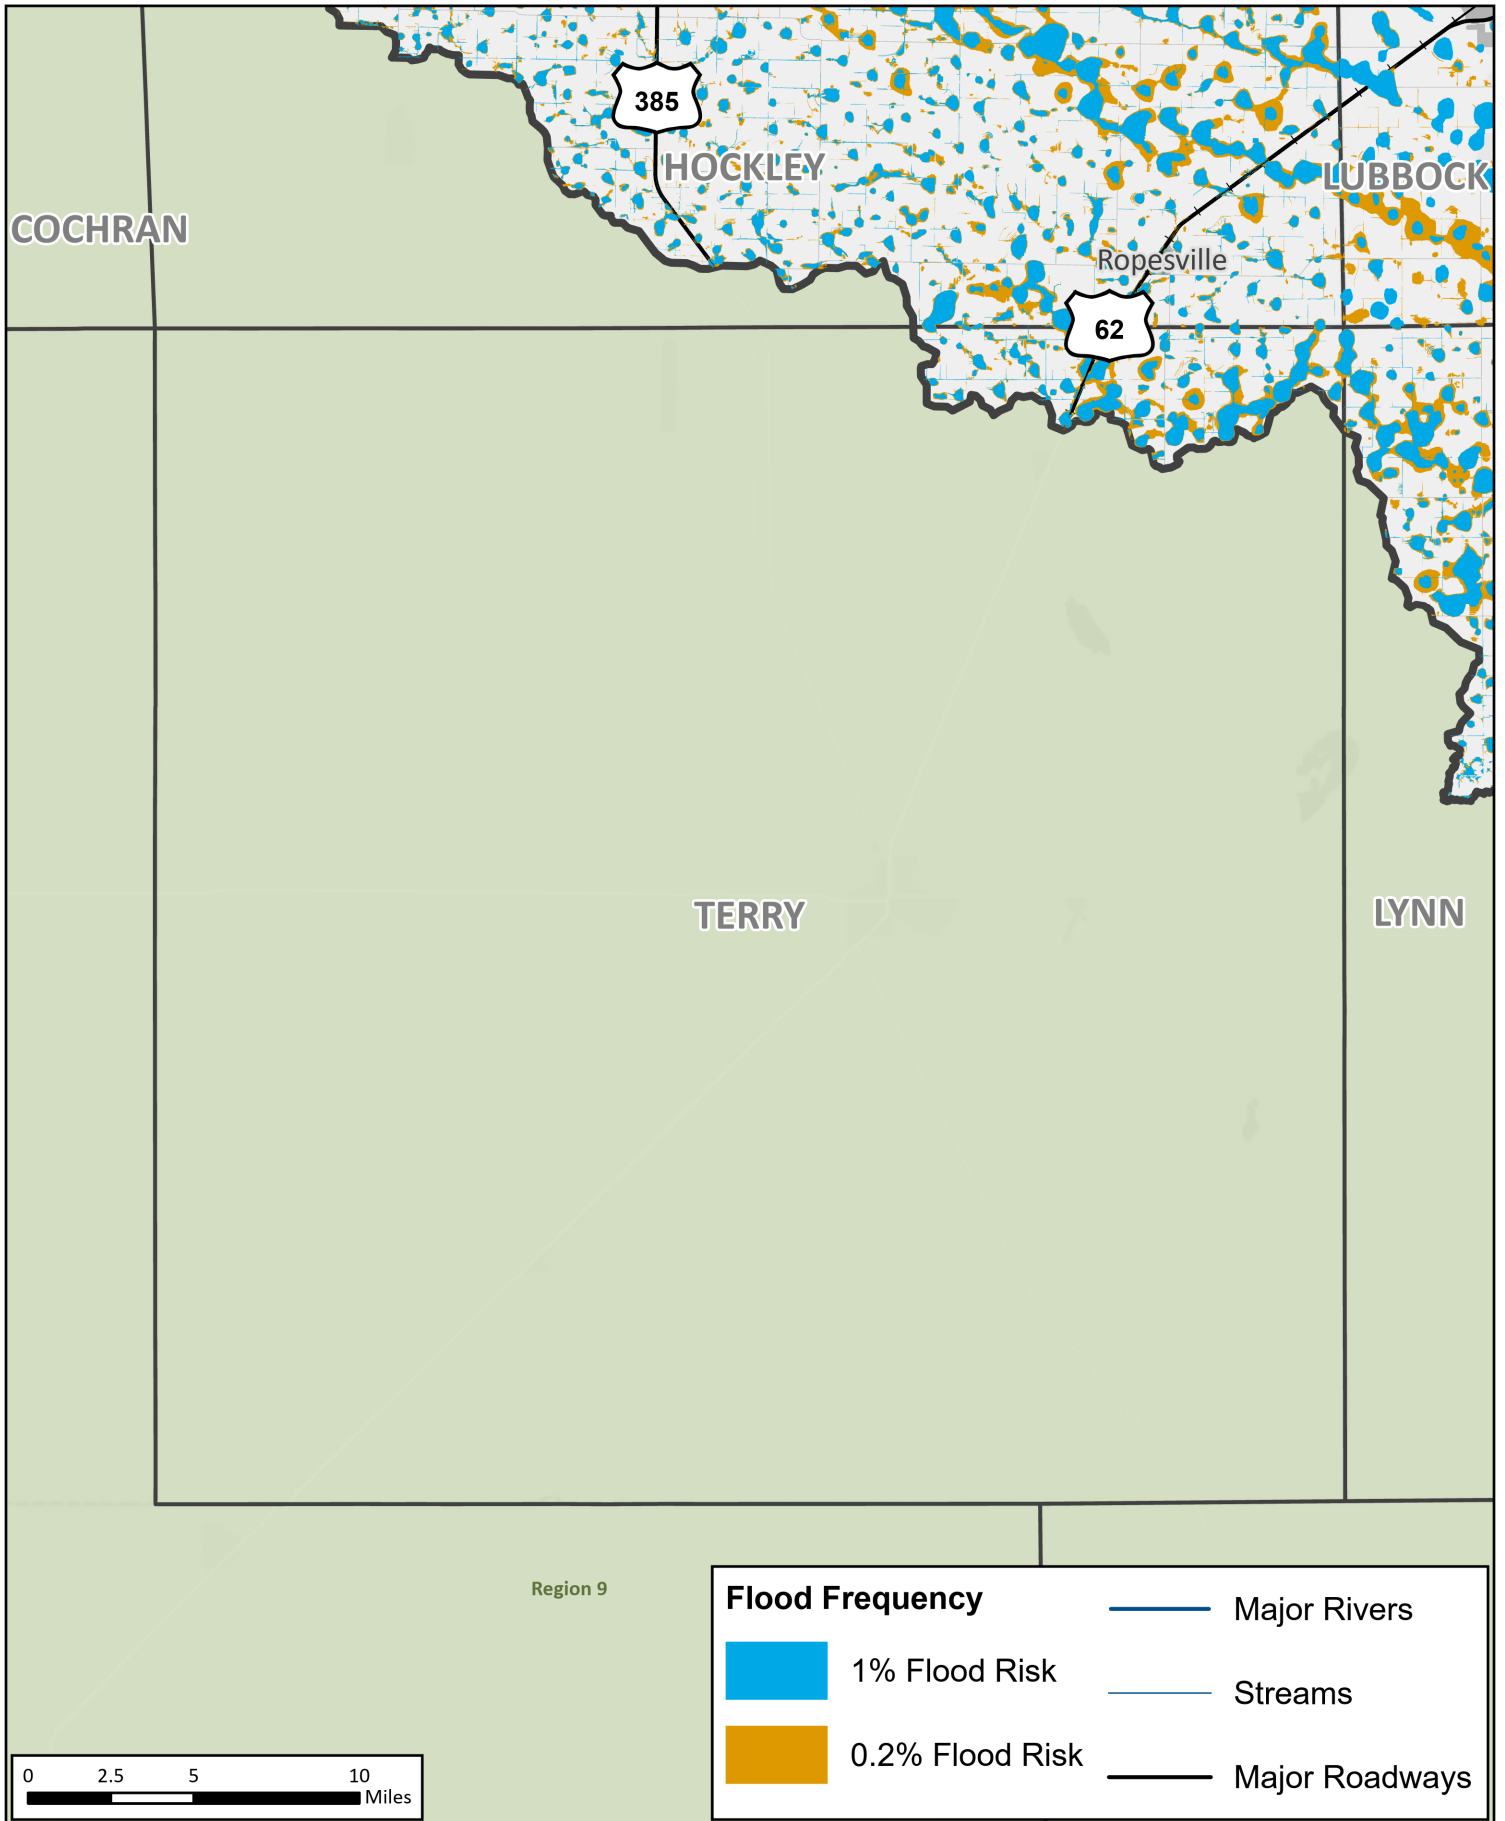 385
HOCKLEY
LUBBOCK
COCHRAN
Ropesville
62
TERRY
LYNN
Region 9
Flood Frequency
1% Flood Risk
0.2% Flood Risk
Major Rivers
Streams
Major Roadways
0 2.5 5 10
Miles